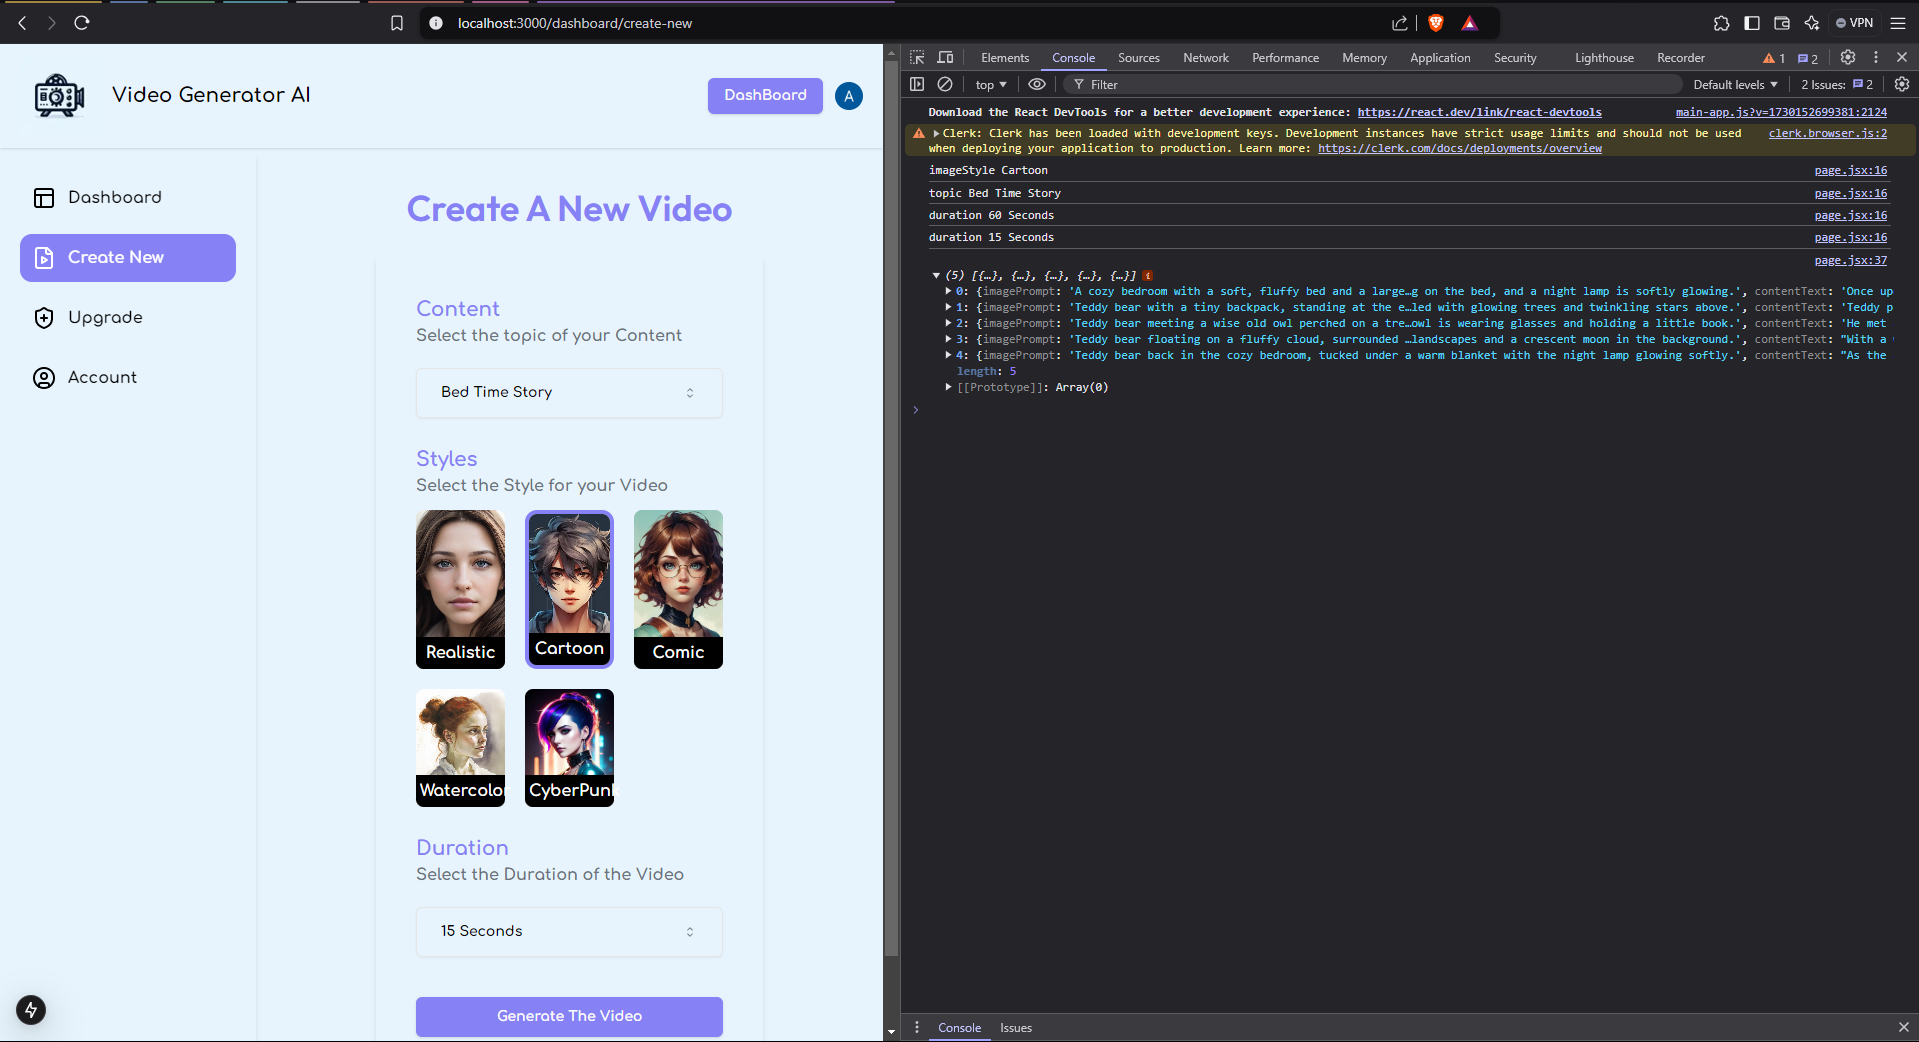 localhost:3000/dashboard/create-new
VPN
Video Generator AI
DashBoard
A
Dashboard
Create New
Upgrade
Account
Create A New Video
Content
Select the topic of your Content
Bed Time Story
Styles
Select the Style for your Video
Realistic
Cartoon
Comic
Watercolor
CyberPunk
Duration
Select the Duration of the Video
15 Seconds
Generate The Video
Elements Console Sources Network Performance Memory Application Security Lighthouse Recorder 1 2
top Filter Default levels 2 Issues: 2
Download the React DevTools for a better development experience: https://react.dev/link/react-devtools main-app.js?v=1730152699381:2124
Clerk: Clerk has been loaded with development keys. Development instances have strict usage limits and should not be used clerk.browser.js:2
when deploying your application to production. Learn more: https://clerk.com/docs/deployments/overview
imageStyle Cartoon page.jsx:16
topic Bed Time Story page.jsx:16
duration 60 Seconds page.jsx:16
duration 15 Seconds page.jsx:16
page.jsx:37
(5) [{…}, {…}, {…}, {…}, {…}] i
0: {imagePrompt: 'A cozy bedroom with a soft, fluffy bed and a large…g on the bed, and a night lamp is softly glowing.', contentText: 'Once up
1: {imagePrompt: 'Teddy bear with a tiny backpack, standing at the e…led with glowing trees and twinkling stars above.', contentText: 'Teddy p
2: {imagePrompt: 'Teddy bear meeting a wise old owl perched on a tre…owl is wearing glasses and holding a little book.', contentText: 'He met
3: {imagePrompt: 'Teddy bear floating on a fluffy cloud, surrounded …landscapes and a crescent moon in the background.', contentText: "With a
4: {imagePrompt: 'Teddy bear back in the cozy bedroom, tucked under a warm blanket with the night lamp glowing softly.', contentText: "As the
length: 5
[[Prototype]]: Array(0)
Console Issues